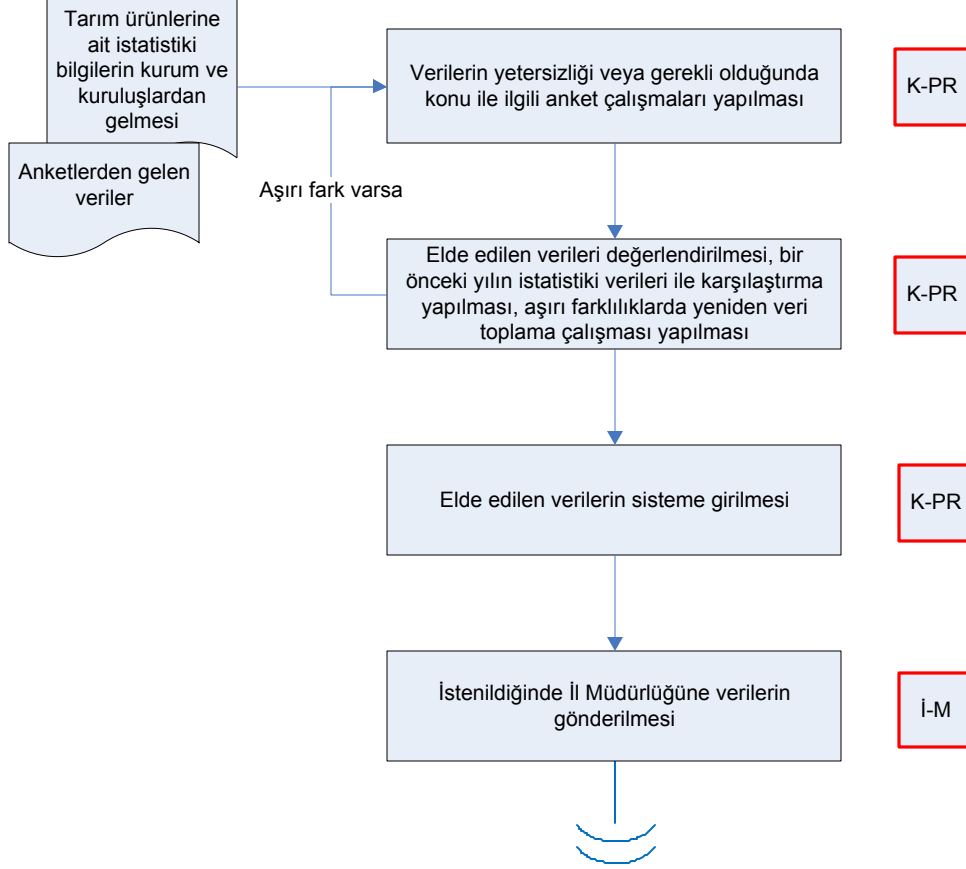 Tarım ürünlerine
ait istatistiki
bilgilerin kurum ve
kuruluşlardan
gelmesi
Anketlerden gelen
veriler
Verilerin yetersizliği veya gerekli olduğunda
konu ile ilgili anket çalışmaları yapılması
K-PR
Aşırı fark varsa
Elde edilen verileri değerlendirilmesi, bir
önceki yılın istatistiki verileri ile karşılaştırma
yapılması, aşırı farklılıklarda yeniden veri
toplama çalışması yapılması
K-PR
Elde edilen verilerin sisteme girilmesi
K-PR
İstenildiğinde İl Müdürlüğüne verilerin
gönderilmesi
İ-M